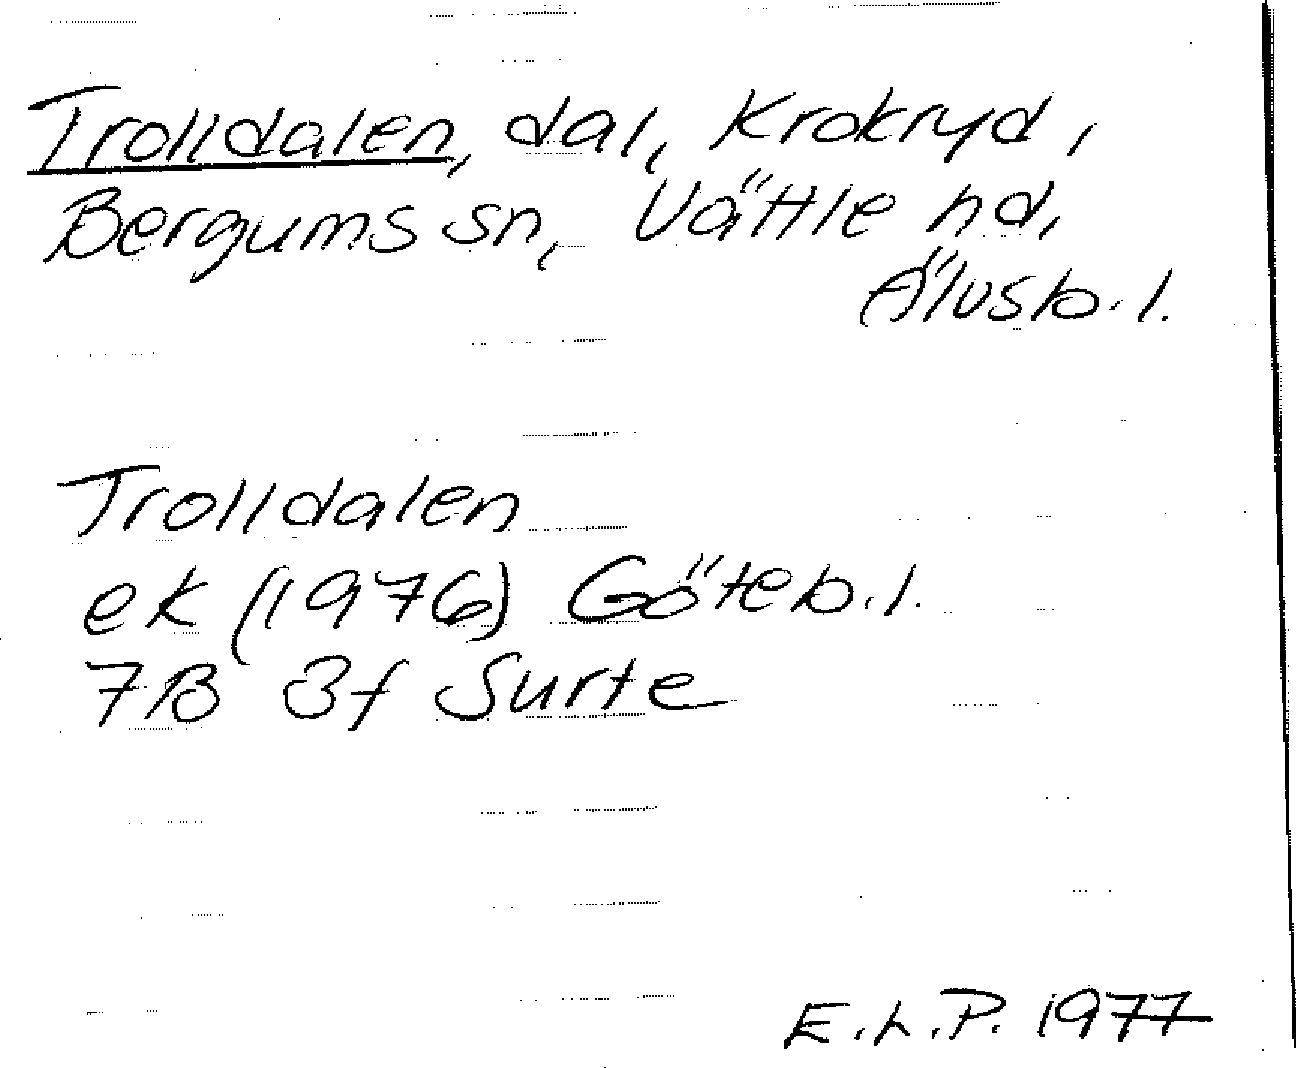 Trolldalen, dal, Krokryd,
Bergums sn, Vättle hd,
Älvsb.l.
Trolldalen
ek (1976) Göteb.l.
7B 3f Surte
E.L.P. 1977